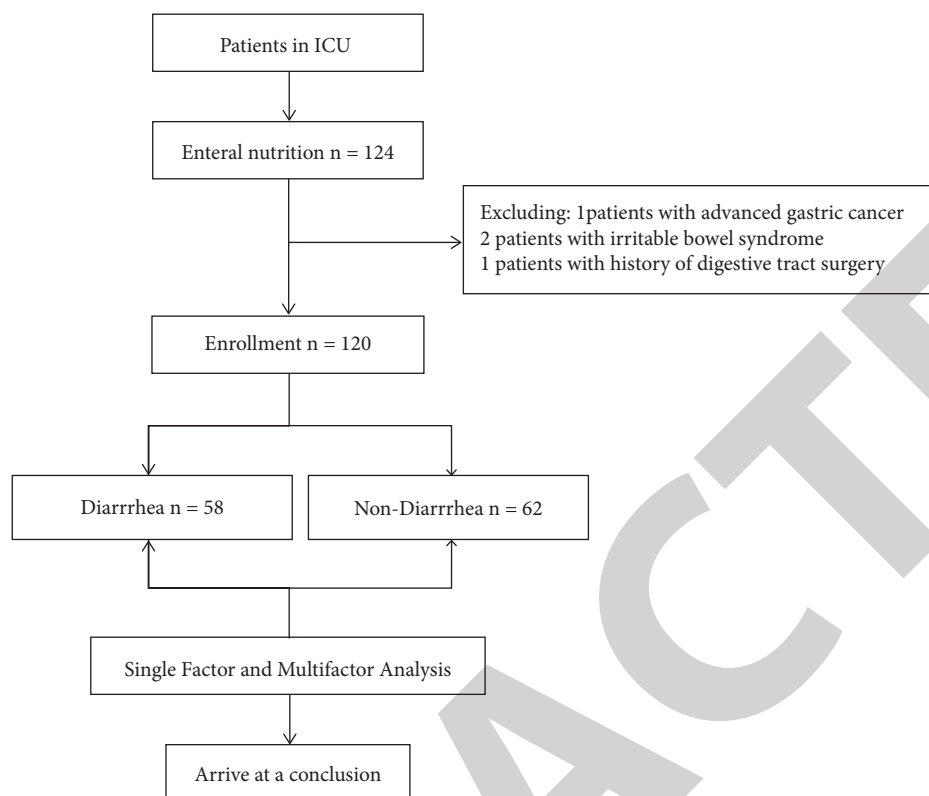 Patients in ICU
Enteral nutrition n = 124
Excluding: 1patients with advanced gastric cancer
2 patients with irritable bowel syndrome
1 patients with history of digestive tract surgery
Enrollment n = 120
Diarrrhea n = 58
Non-Diarrrhea n = 62
Single Factor and Multifactor Analysis
Arrive at a conclusion
ACTE